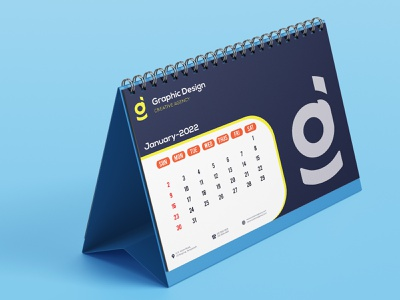 Graphic Design
CREATIVE AGENCY
January-2022
SUN MON TUE WED THU FRI SAT
1
2 3 4 5 6 7 8
9 10 11 12 13 14 15
16 17 18 19 20 21 22
23 24 25 26 27 28 29
30 31